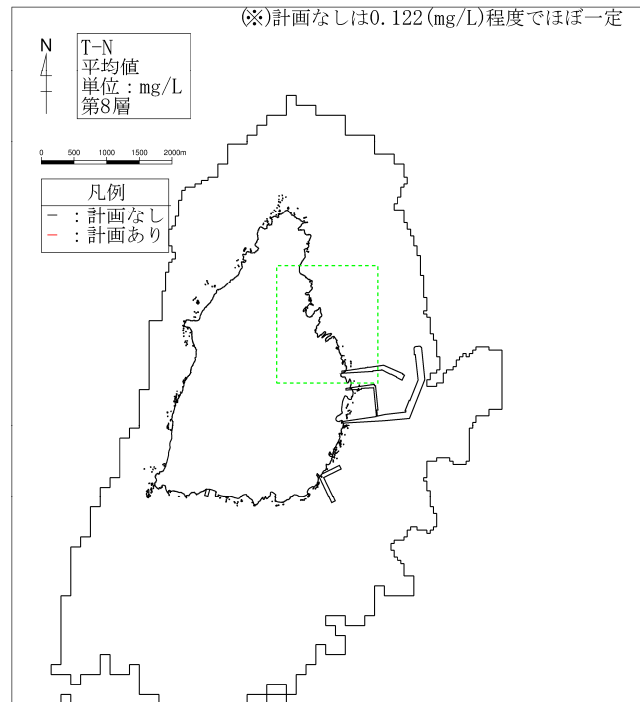 (※)計画なしは0.122(mg/L)程度でほぼ一定
N
T-N
平均値
単位：mg/L
第8層
0 500 1000 1500 2000m
凡例
− ：計画なし
− ：計画あり